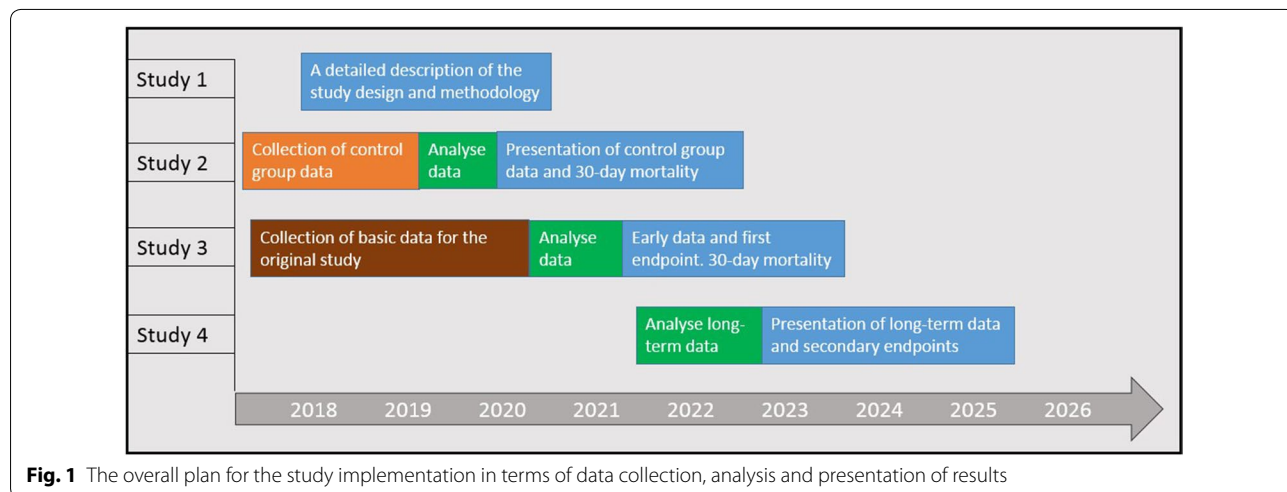 Study 1
A detailed description of the
study design and methodology
Study 2
Collection of control
group data
Analyse
data
Presentation of control group
data and 30-day mortality
Study 3
Collection of basic data for the
original study
Analyse
data
Early data and first
endpoint. 30-day mortality
Study 4
Analyse long-
term data
Presentation of long-term data
and secondary endpoints
2018 2019 2020 2021 2022 2023 2024 2025 2026
Fig. 1 The overall plan for the study implementation in terms of data collection, analysis and presentation of results